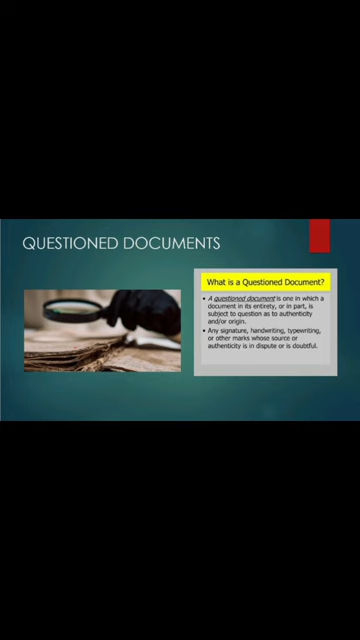 QUESTIONED DOCUMENTS
What is a Questioned Document?
• A questioned document is one in which a
document in its entirety, or in part, is
subject to question as to authenticity
and/or origin.
• Any signature, handwriting, typewriting,
or other marks whose source or
authenticity is in dispute or is doubtful.